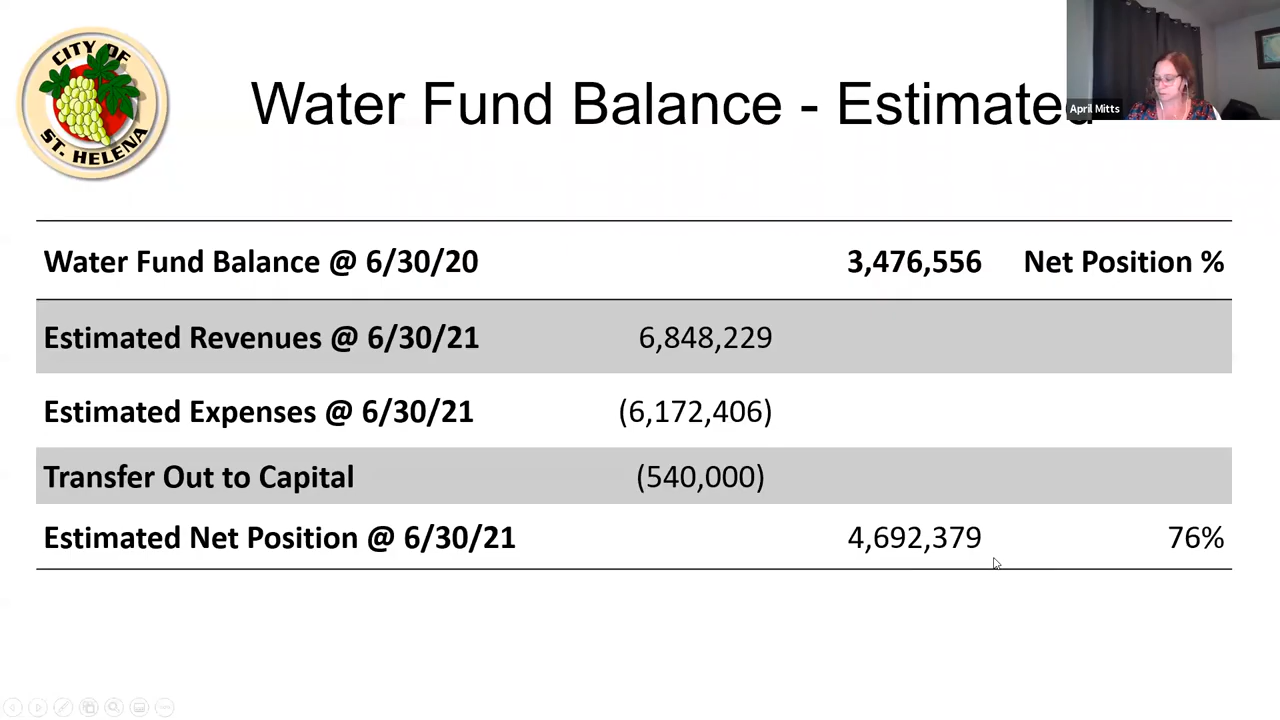 CITY OF
ST. HELENA
Water Fund Balance - Estimated
April Mitts
Water Fund Balance @ 6/30/20 3,476,556 Net Position %
Estimated Revenues @ 6/30/21 6,848,229
Estimated Expenses @ 6/30/21 (6,172,406)
Transfer Out to Capital (540,000)
Estimated Net Position @ 6/30/21 4,692,379 76%